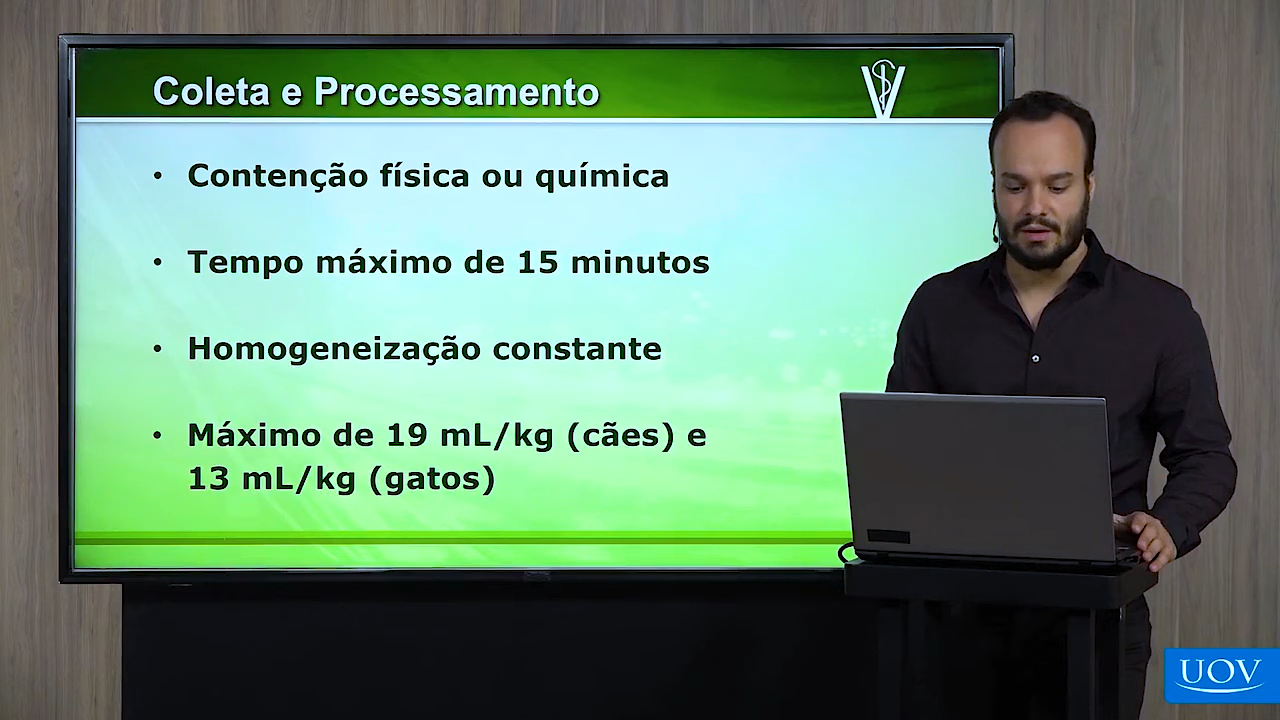 Coleta e Processamento
• Contenção física ou química
• Tempo máximo de 15 minutos
• Homogeneização constante
• Máximo de 19 mL/kg (cães) e
13 mL/kg (gatos)
UOV